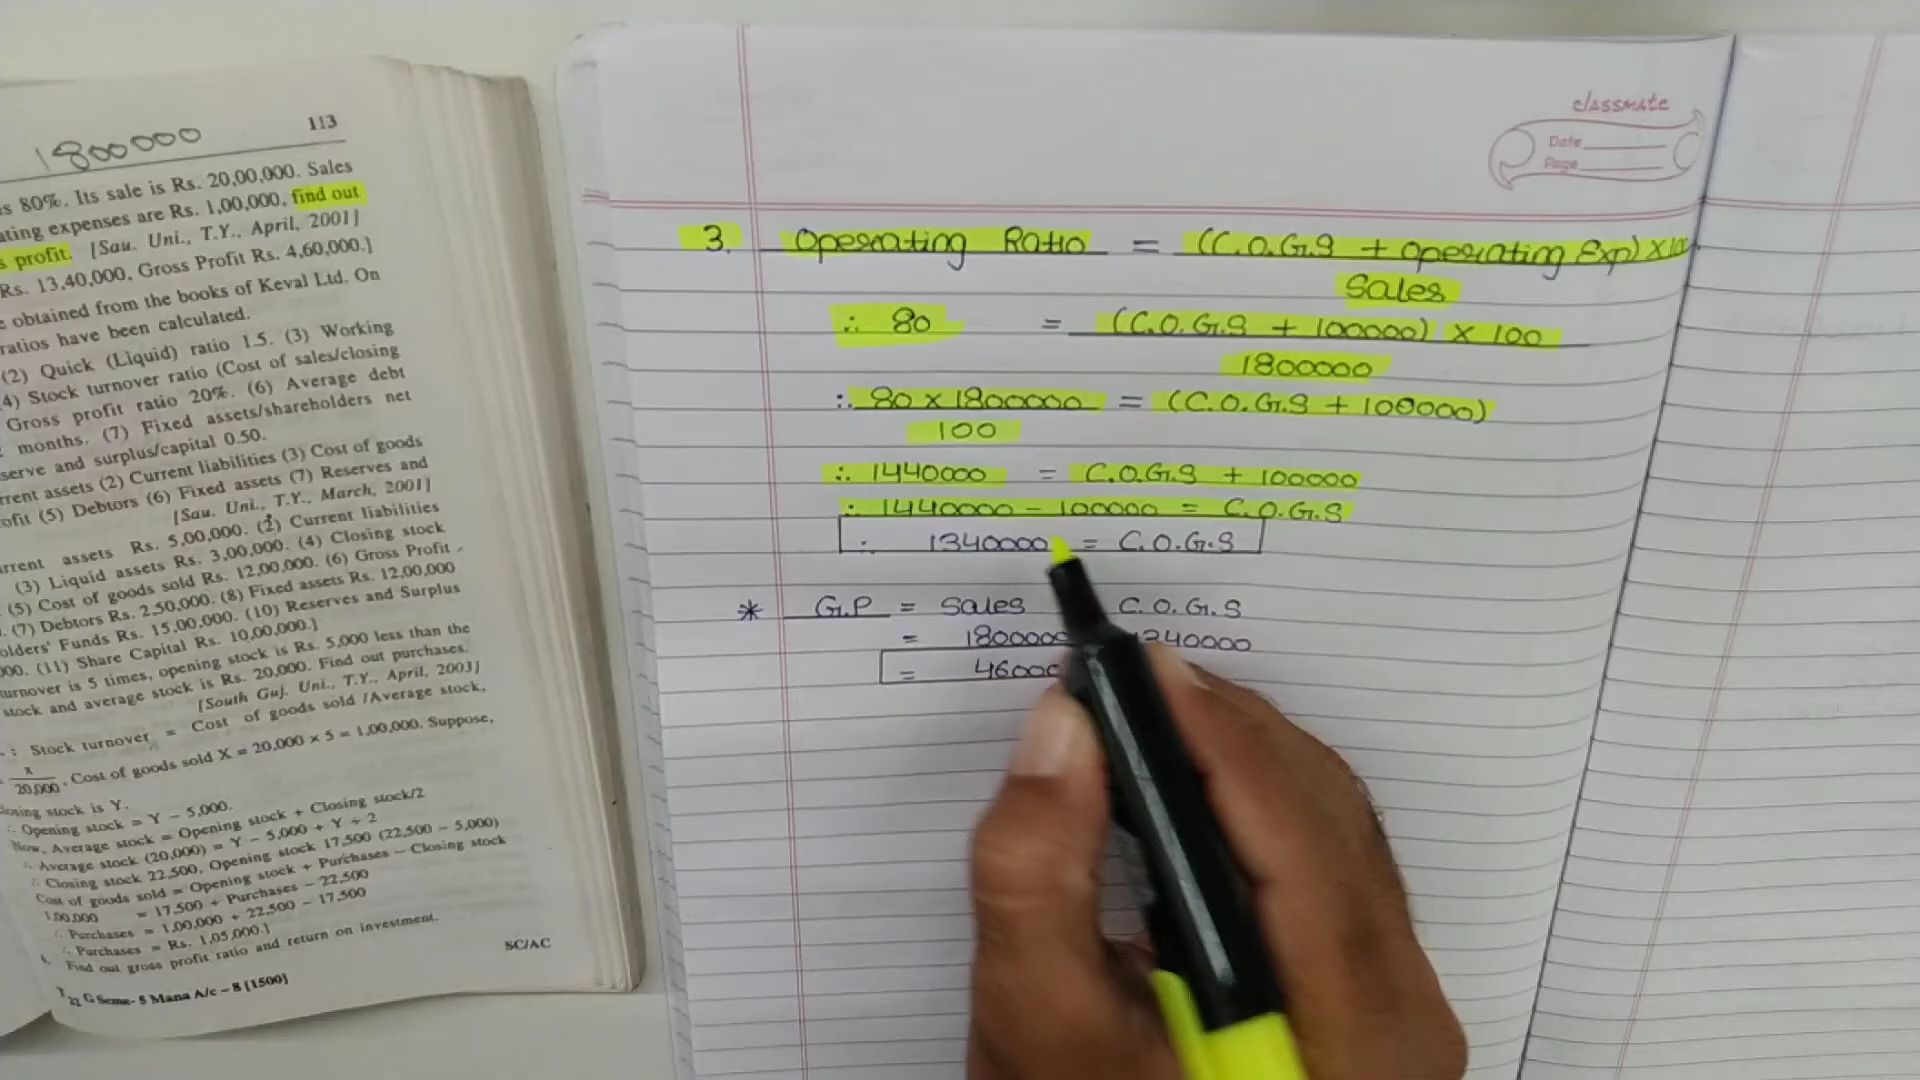 1800000
113
s 80%. Its sale is Rs. 20,00,000. Sales
ating expenses are Rs. 1,00,000, find out
s profit. [Sau. Uni., T.Y., April, 2001]
Rs. 13,40,000, Gross Profit Rs. 4,60,000.]
e obtained from the books of Keval Ltd. On
ratios have been calculated.
(2) Quick (Liquid) ratio 1.5. (3) Working
4) Stock turnover ratio (Cost of sales/closing
Gross profit ratio 20%. (6) Average debt
months. (7) Fixed assets/shareholders net
serve and surplus/capital 0.50.
rrent assets (2) Current liabilities (3) Cost of goods
ofit (5) Debtors (6) Fixed assets (7) Reserves and
[Sau. Uni., T.Y., March, 2001]
rrent assets Rs. 5,00,000. (2) Current liabilities
(3) Liquid assets Rs. 3,00,000. (4) Closing stock
(5) Cost of goods sold Rs. 12,00,000. (6) Gross Profit
. (7) Debtors Rs. 2,50,000. (8) Fixed assets Rs. 12,00,000
olders' Funds Rs. 15,00,000. (10) Reserves and Surplus
000. (11) Share Capital Rs. 10,00,000.]
turnover is 5 times, opening stock is Rs. 5,000 less than the
stock and average stock is Rs. 20,000. Find out purchases.
[South Guj. Uni., T.Y., April, 2003]
: Stock turnover = Cost of goods sold /Average stock,
x/20,000, Cost of goods sold X = 20,000 × 5 = 1,00,000. Suppose,
losing stock is Y.
∴ Opening stock = Y – 5,000.
Now, Average stock = Opening stock + Closing stock/2
∴ Average stock (20,000) = Y – 5,000 + Y ÷ 2
∴ Closing stock 22,500, Opening stock 17,500 (22,500 – 5,000)
Cost of goods sold = Opening stock + Purchases – Closing stock
1,00,000 = 17,500 + Purchases – 22,500
∴ Purchases = 1,00,000 + 22,500 – 17,500
∴ Purchases = Rs. 1,05,000.]
Find out gross profit ratio and return on investment.
SC/AC
G Seme- 5 Mana A/c – 8 [1500]
classmate
Date
Page
3. Operating Ratio = (C.O.G.S + Operating Exp) × 100
Sales
∴ 80 = (C.O.G.S + 100000) × 100
1800000
∴ 80 × 1800000 = (C.O.G.S + 100000)
100
∴ 1440000 = C.O.G.S + 100000
∴ 1440000 – 100000 = C.O.G.S
∴ 1340000 = C.O.G.S
* G.P = Sales C.O.G.S
= 1800000 1340000
= 46000